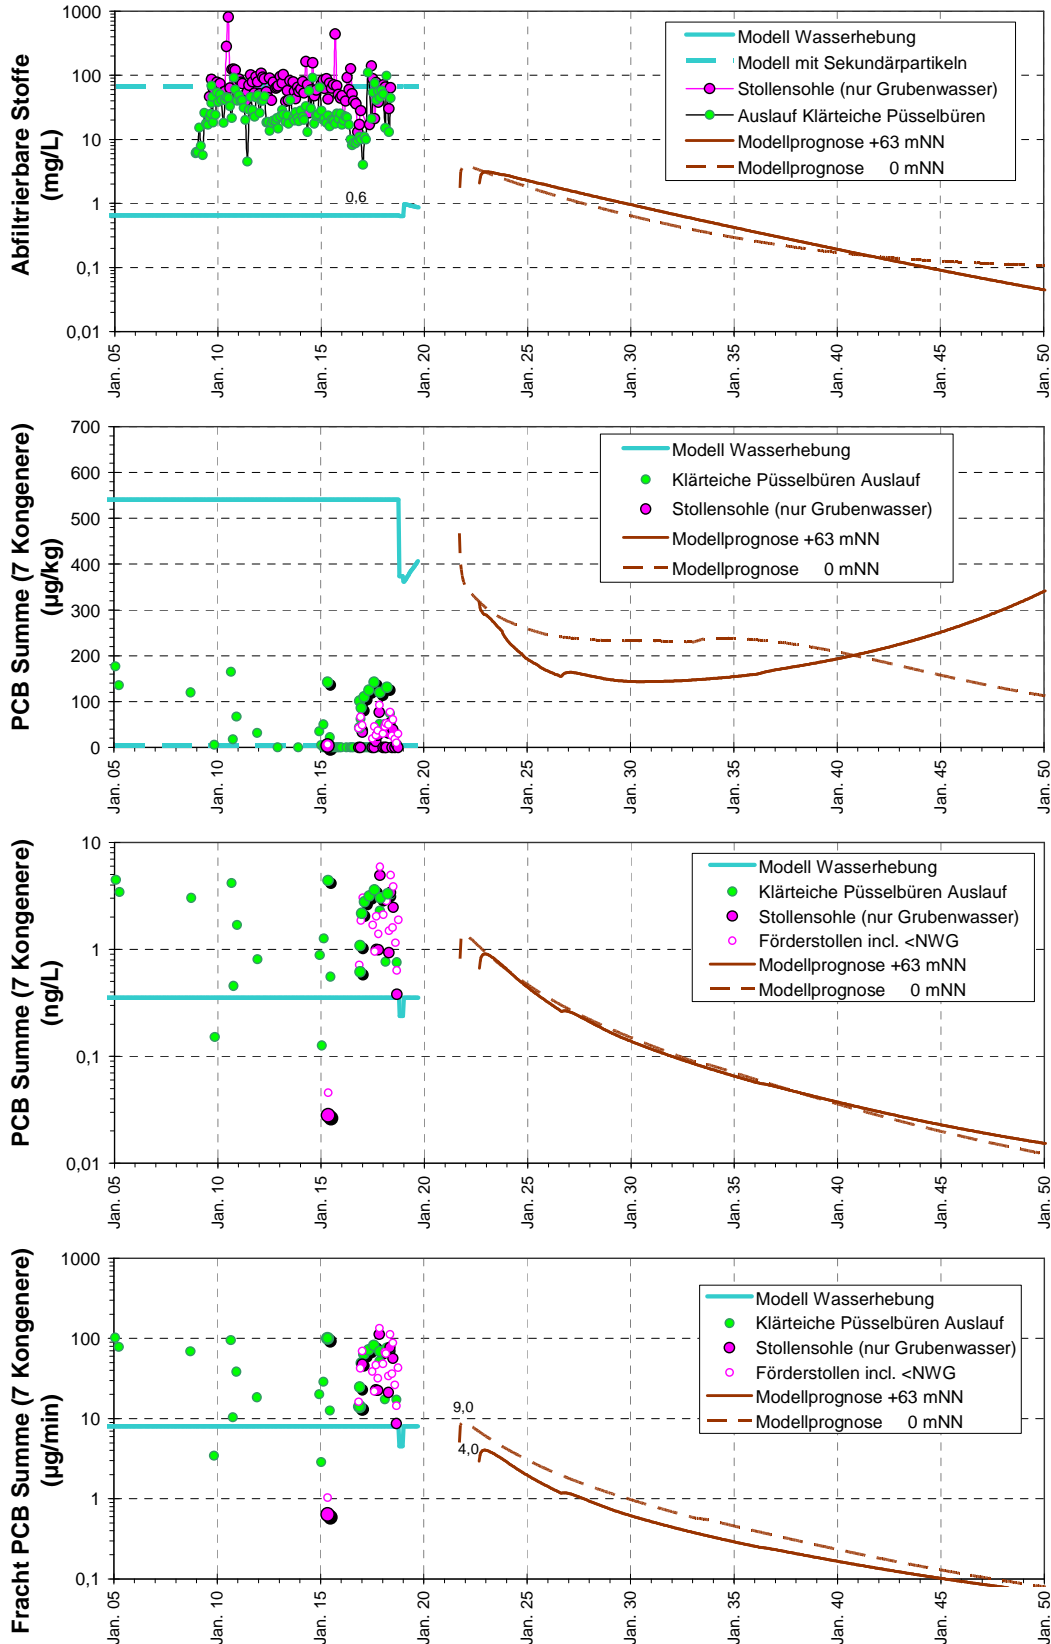 Abfiltrierbare Stoffe
(mg/L)
1000
100
10
1
0,1
0,01
Modell Wasserhebung
Modell mit Sekundärpartikeln
Stollensohle (nur Grubenwasser)
Auslauf Klärteiche Püsselbüren
Modellprognose +63 mNN
Modellprognose 0 mNN
0,6
Jan. 05
Jan. 10
Jan. 15
Jan. 20
Jan. 25
Jan. 30
Jan. 35
Jan. 40
Jan. 45
Jan. 50
PCB Summe (7 Kongenere)
(µg/kg)
700
600
500
400
300
200
100
0
Modell Wasserhebung
Klärteiche Püsselbüren Auslauf
Stollensohle (nur Grubenwasser)
Modellprognose +63 mNN
Modellprognose 0 mNN
Jan. 05
Jan. 10
Jan. 15
Jan. 20
Jan. 25
Jan. 30
Jan. 35
Jan. 40
Jan. 45
Jan. 50
PCB Summe (7 Kongenere)
(ng/L)
10
1
0,1
0,01
Modell Wasserhebung
Klärteiche Püsselbüren Auslauf
Stollensohle (nur Grubenwasser)
Förderstollen incl. <NWG
Modellprognose +63 mNN
Modellprognose 0 mNN
Jan. 05
Jan. 10
Jan. 15
Jan. 20
Jan. 25
Jan. 30
Jan. 35
Jan. 40
Jan. 45
Jan. 50
Fracht PCB Summe (7 Kongenere)
(µg/min)
1000
100
10
1
0,1
Modell Wasserhebung
Klärteiche Püsselbüren Auslauf
Stollensohle (nur Grubenwasser)
Förderstollen incl. <NWG
Modellprognose +63 mNN
Modellprognose 0 mNN
9,0
4,0
Jan. 05
Jan. 10
Jan. 15
Jan. 20
Jan. 25
Jan. 30
Jan. 35
Jan. 40
Jan. 45
Jan. 50